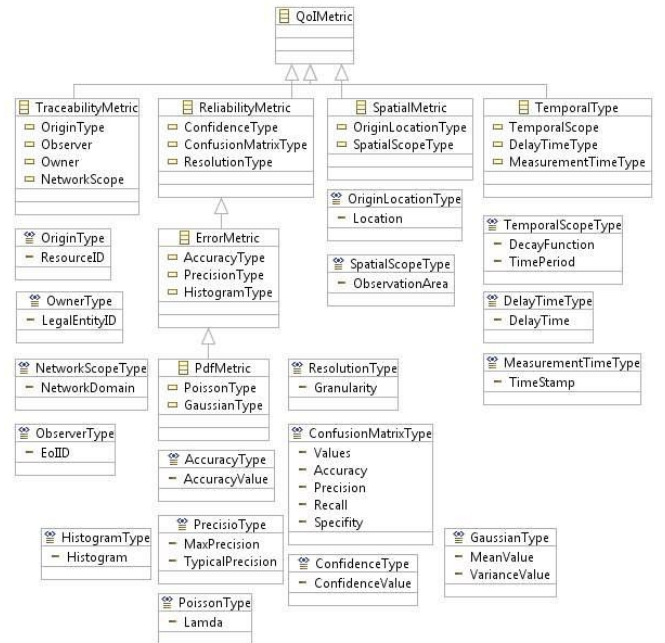 QoIMetric
TraceabilityMetric
OriginType
Observer
Owner
NetworkScope
ReliabilityMetric
ConfidenceType
ConfusionMatrixType
ResolutionType
SpatialMetric
OriginLocationType
SpatialScopeType
TemporalType
TemporalScope
DelayTimeType
MeasurementTimeType
OriginLocationType
Location
TemporalScopeType
DecayFunction
TimePeriod
OriginType
ResourceID
ErrorMetric
AccuracyType
PrecisionType
HistogramType
SpatialScopeType
ObservationArea
OwnerType
LegalEntityID
DelayTimeType
DelayTime
NetworkScopeType
NetworkDomain
PdfMetric
PoissonType
GaussianType
ResolutionType
Granularity
MeasurementTimeType
TimeStamp
ObserverType
EoIID
AccuracyType
AccuracyValue
ConfusionMatrixType
Values
Accuracy
Precision
Recall
Specifity
HistogramType
Histogram
PrecisioType
MaxPrecision
TypicalPrecision
ConfidenceType
ConfidenceValue
GaussianType
MeanValue
VarianceValue
PoissonType
Lamda